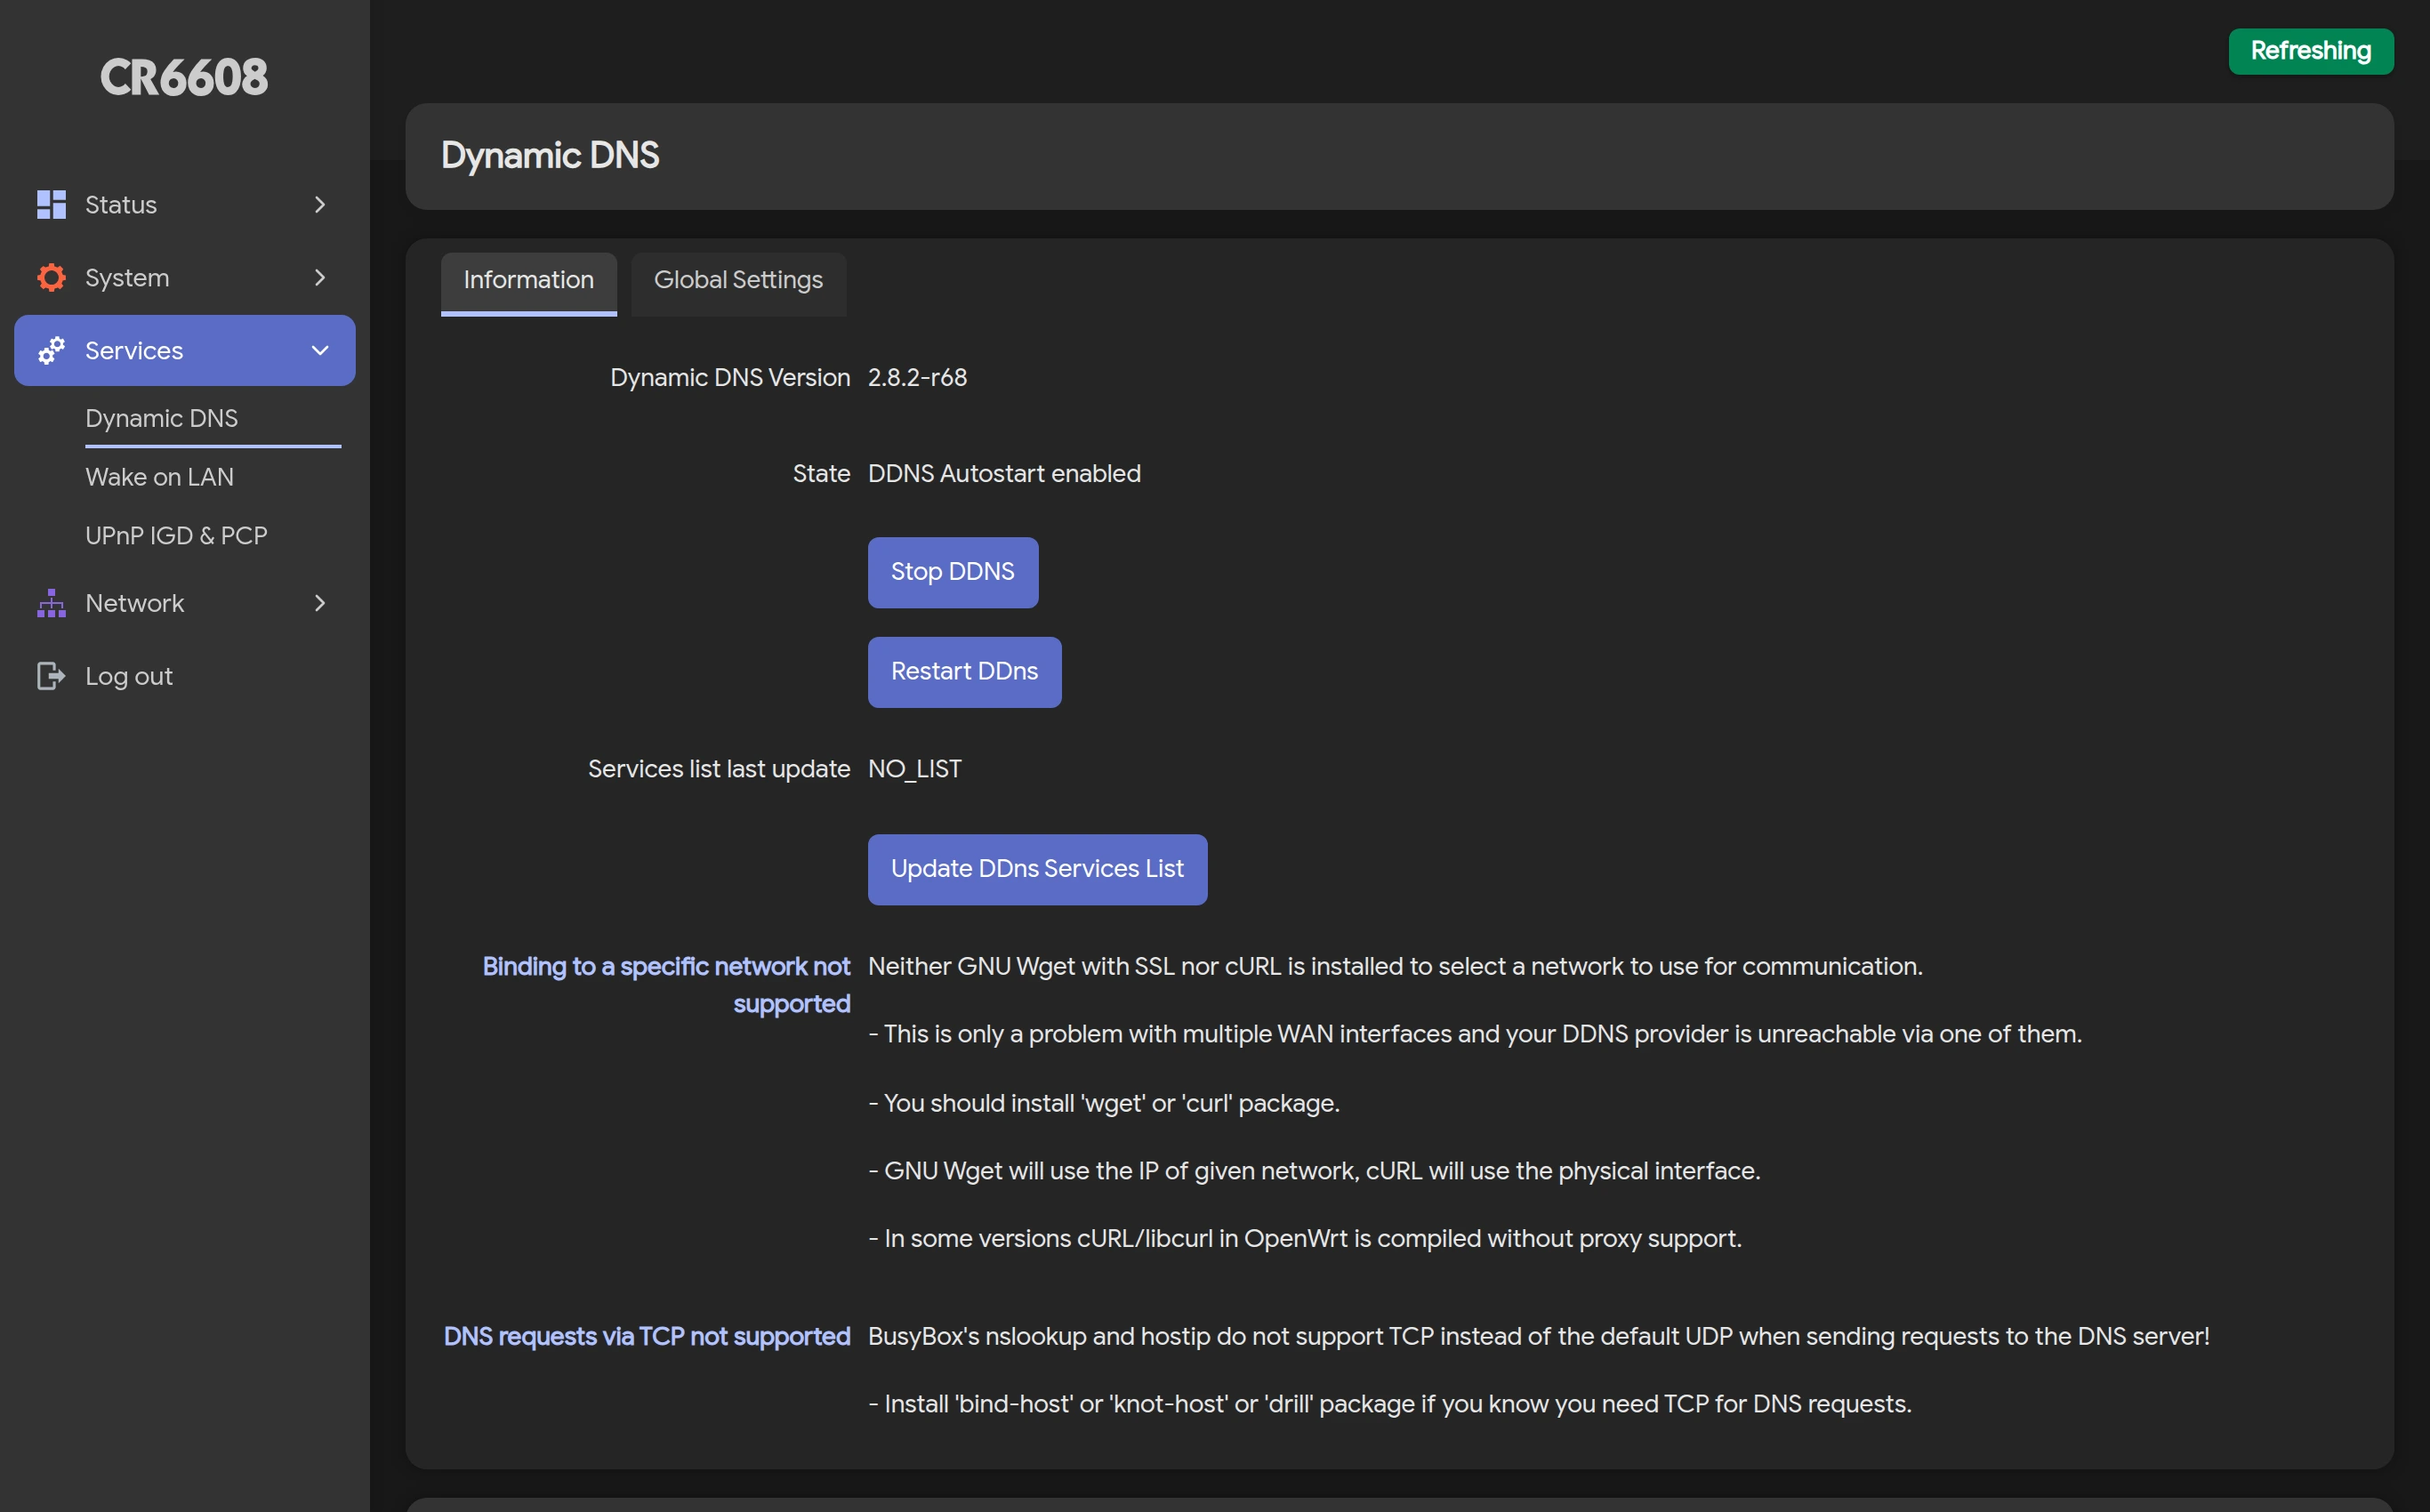 CR6608
Refreshing
Status
System
Services
Dynamic DNS
Wake on LAN
UPnP IGD & PCP
Network
Log out
Dynamic DNS
Information
Global Settings
Dynamic DNS Version 2.8.2-r68
State DDNS Autostart enabled
Stop DDNS
Restart DDns
Services list last update NO_LIST
Update DDns Services List
Binding to a specific network not
supported
Neither GNU Wget with SSL nor cURL is installed to select a network to use for communication.
- This is only a problem with multiple WAN interfaces and your DDNS provider is unreachable via one of them.
- You should install 'wget' or 'curl' package.
- GNU Wget will use the IP of given network, cURL will use the physical interface.
- In some versions cURL/libcurl in OpenWrt is compiled without proxy support.
DNS requests via TCP not supported BusyBox's nslookup and hostip do not support TCP instead of the default UDP when sending requests to the DNS server!
- Install 'bind-host' or 'knot-host' or 'drill' package if you know you need TCP for DNS requests.